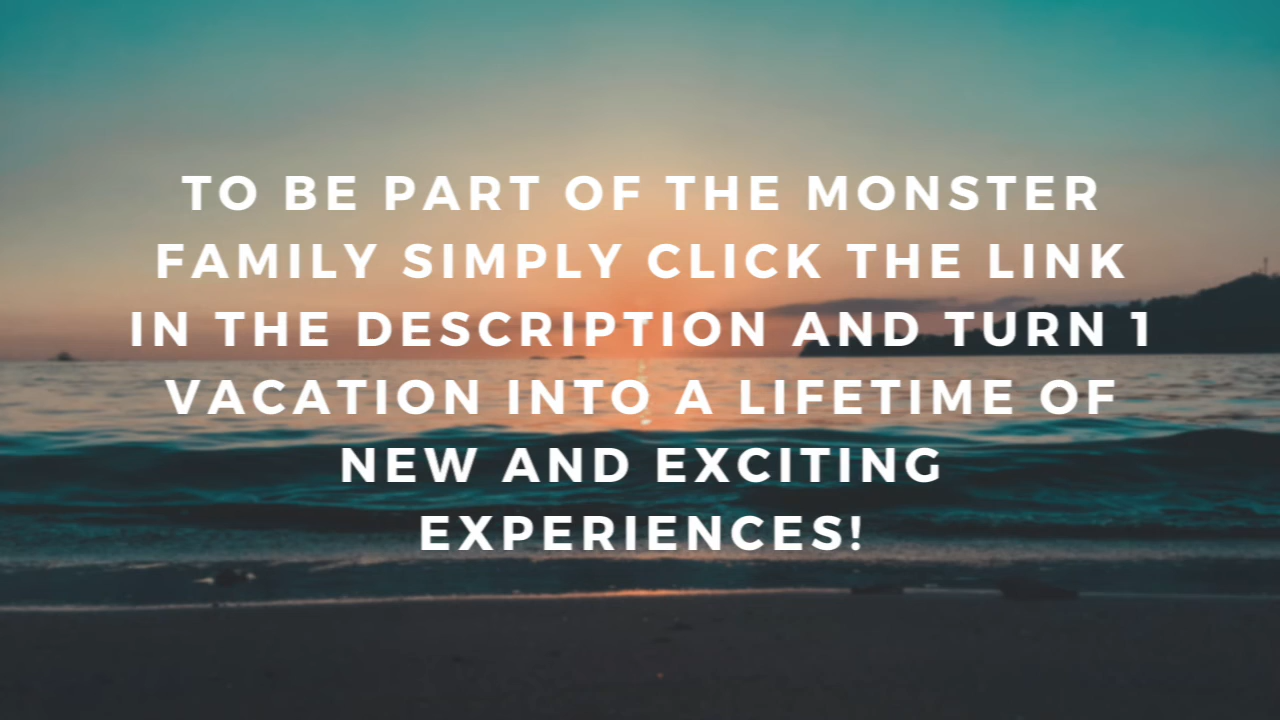 TO BE PART OF THE MONSTER
FAMILY SIMPLY CLICK THE LINK
IN THE DESCRIPTION AND TURN 1
VACATION INTO A LIFETIME OF
NEW AND EXCITING
EXPERIENCES!